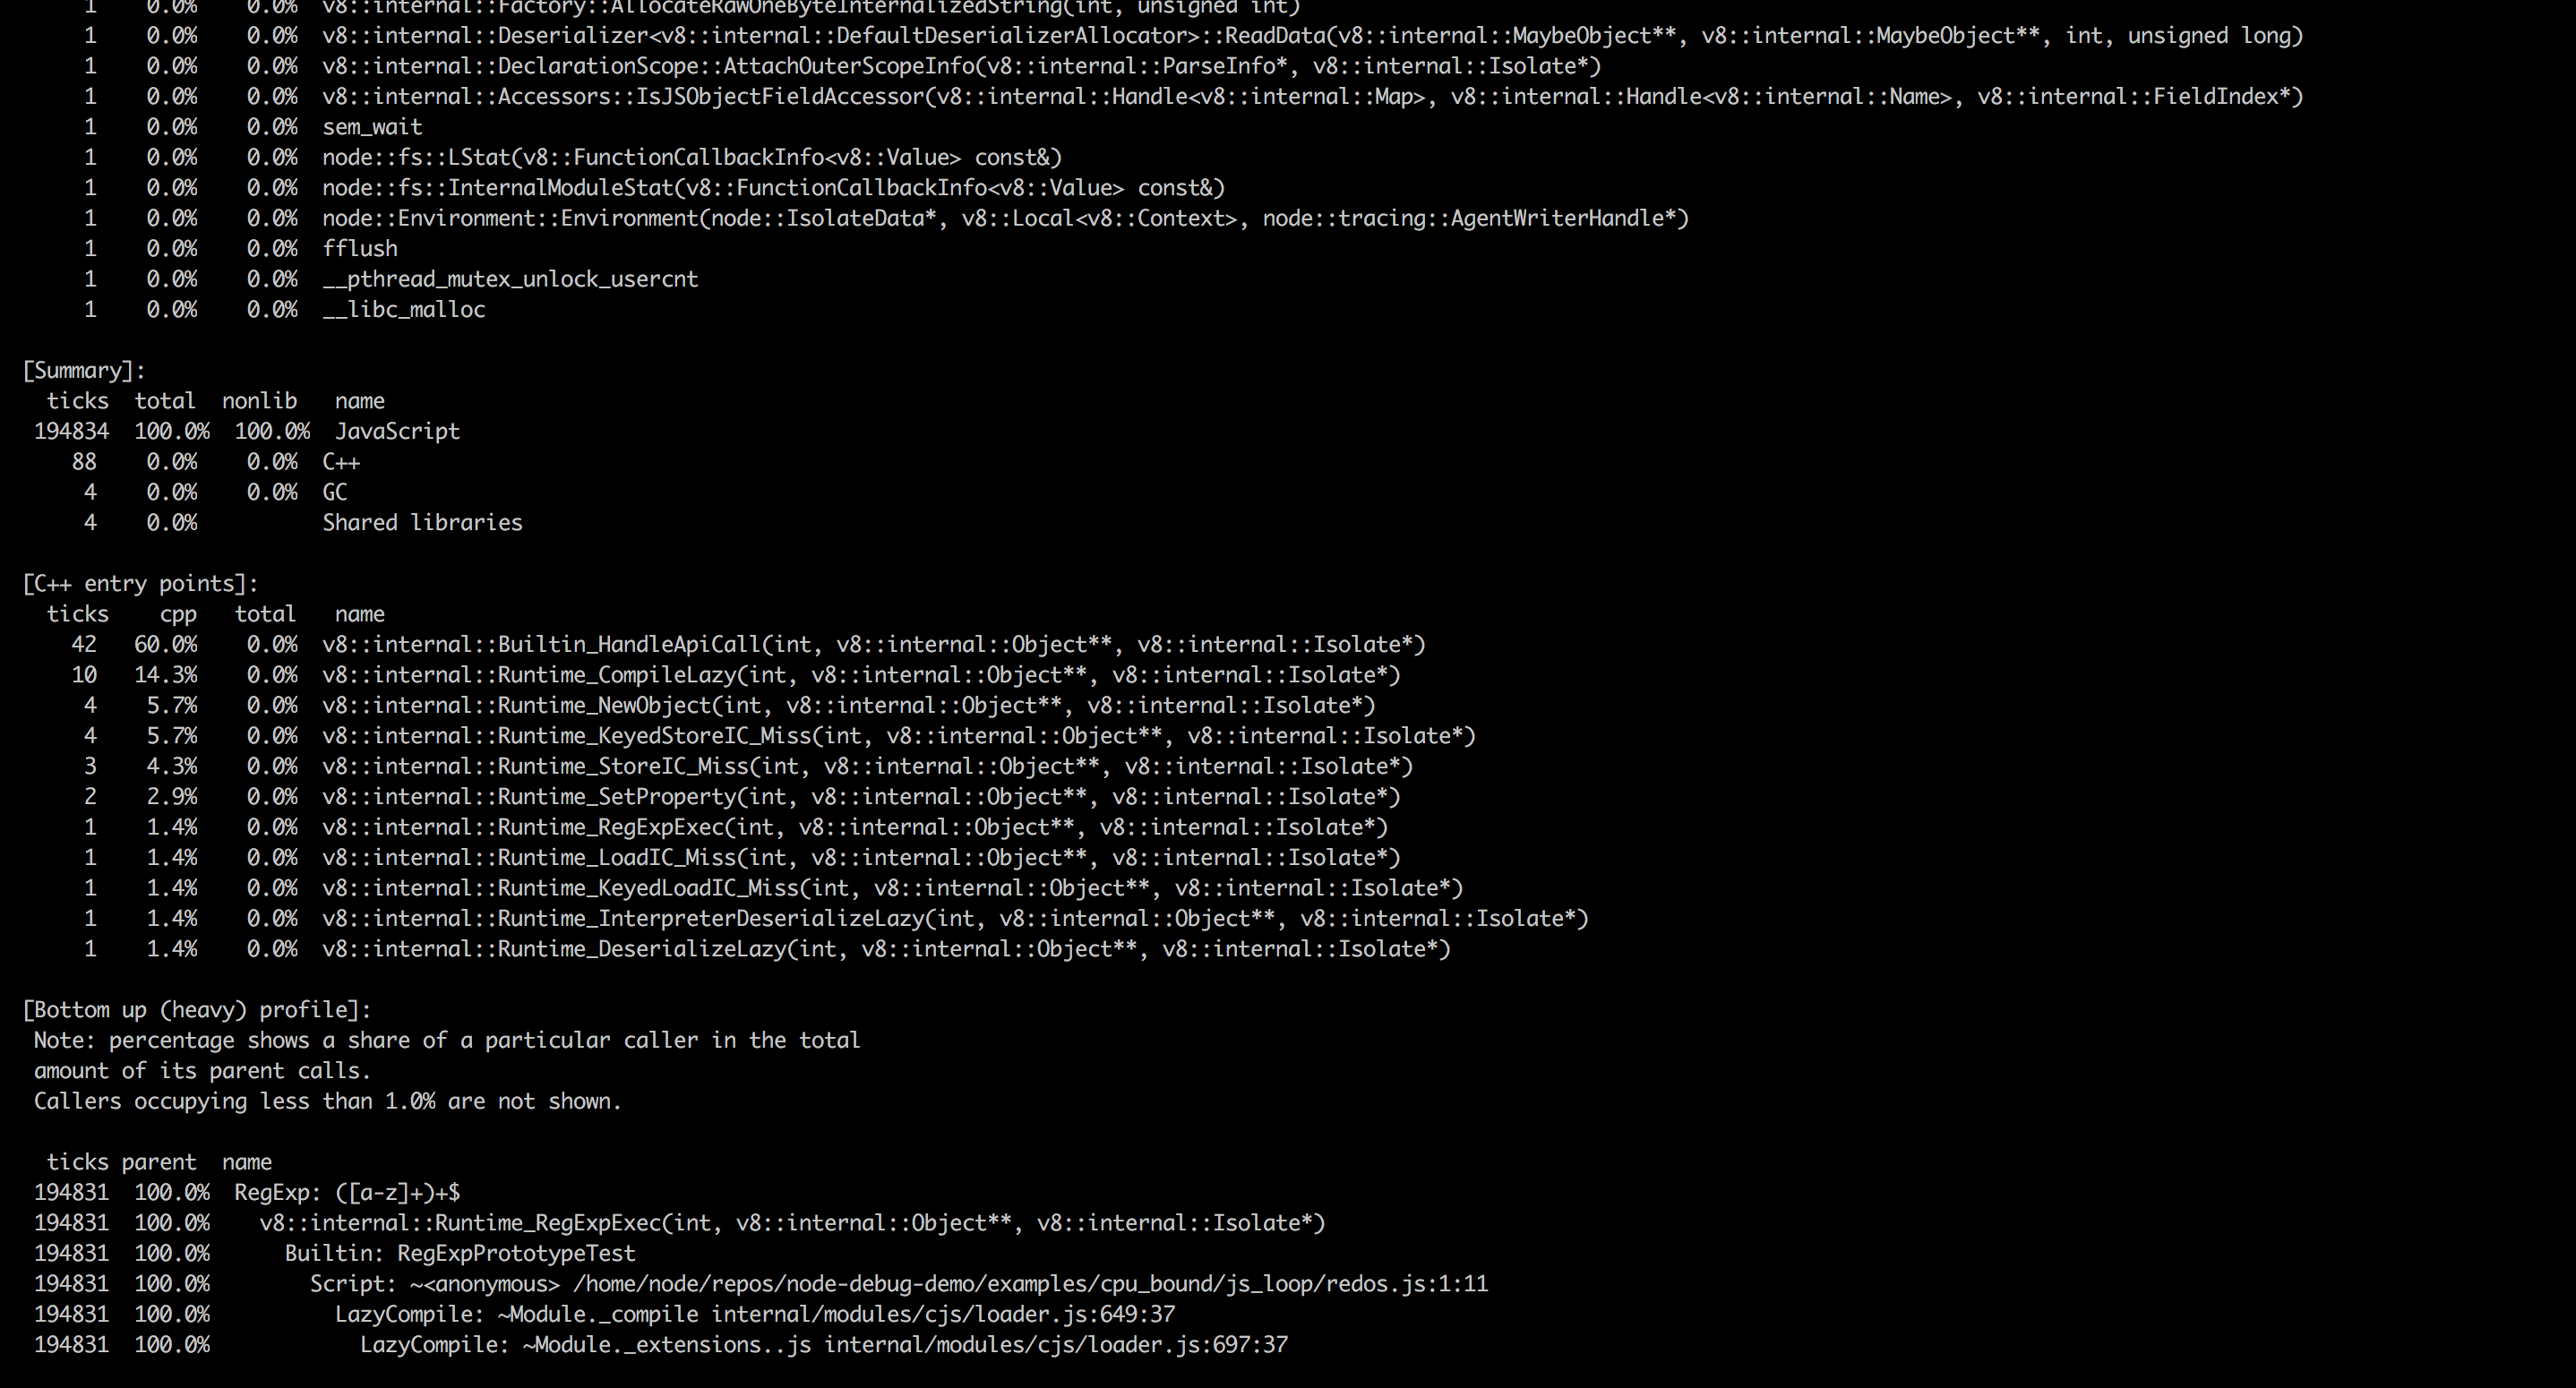 1    0.0%    0.0%  v8::internal::Factory::AllocateRawOneByteInternalizedString(int, unsigned int)
1    0.0%    0.0%  v8::internal::Deserializer<v8::internal::DefaultDeserializerAllocator>::ReadData(v8::internal::MaybeObject**, v8::internal::MaybeObject**, int, unsigned long)
1    0.0%    0.0%  v8::internal::DeclarationScope::AttachOuterScopeInfo(v8::internal::ParseInfo*, v8::internal::Isolate*)
1    0.0%    0.0%  v8::internal::Accessors::IsJSObjectFieldAccessor(v8::internal::Handle<v8::internal::Map>, v8::internal::Handle<v8::internal::Name>, v8::internal::FieldIndex*)
1    0.0%    0.0%  sem_wait
1    0.0%    0.0%  node::fs::LStat(v8::FunctionCallbackInfo<v8::Value> const&)
1    0.0%    0.0%  node::fs::InternalModuleStat(v8::FunctionCallbackInfo<v8::Value> const&)
1    0.0%    0.0%  node::Environment::Environment(node::IsolateData*, v8::Local<v8::Context>, node::tracing::AgentWriterHandle*)
1    0.0%    0.0%  fflush
1    0.0%    0.0%  __pthread_mutex_unlock_usercnt
1    0.0%    0.0%  __libc_malloc
[Summary]:
ticks  total  nonlib   name
194834  100.0%  100.0%  JavaScript
88    0.0%    0.0%  C++
4    0.0%    0.0%  GC
4    0.0%          Shared libraries
[C++ entry points]:
ticks    cpp   total   name
42   60.0%    0.0%  v8::internal::Builtin_HandleApiCall(int, v8::internal::Object**, v8::internal::Isolate*)
10   14.3%    0.0%  v8::internal::Runtime_CompileLazy(int, v8::internal::Object**, v8::internal::Isolate*)
4    5.7%    0.0%  v8::internal::Runtime_NewObject(int, v8::internal::Object**, v8::internal::Isolate*)
4    5.7%    0.0%  v8::internal::Runtime_KeyedStoreIC_Miss(int, v8::internal::Object**, v8::internal::Isolate*)
3    4.3%    0.0%  v8::internal::Runtime_StoreIC_Miss(int, v8::internal::Object**, v8::internal::Isolate*)
2    2.9%    0.0%  v8::internal::Runtime_SetProperty(int, v8::internal::Object**, v8::internal::Isolate*)
1    1.4%    0.0%  v8::internal::Runtime_RegExpExec(int, v8::internal::Object**, v8::internal::Isolate*)
1    1.4%    0.0%  v8::internal::Runtime_LoadIC_Miss(int, v8::internal::Object**, v8::internal::Isolate*)
1    1.4%    0.0%  v8::internal::Runtime_KeyedLoadIC_Miss(int, v8::internal::Object**, v8::internal::Isolate*)
1    1.4%    0.0%  v8::internal::Runtime_InterpreterDeserializeLazy(int, v8::internal::Object**, v8::internal::Isolate*)
1    1.4%    0.0%  v8::internal::Runtime_DeserializeLazy(int, v8::internal::Object**, v8::internal::Isolate*)
[Bottom up (heavy) profile]:
Note: percentage shows a share of a particular caller in the total
amount of its parent calls.
Callers occupying less than 1.0% are not shown.
ticks parent  name
194831  100.0%  RegExp: ([a-z]+)+$
194831  100.0%    v8::internal::Runtime_RegExpExec(int, v8::internal::Object**, v8::internal::Isolate*)
194831  100.0%      Builtin: RegExpPrototypeTest
194831  100.0%        Script: ~<anonymous> /home/node/repos/node-debug-demo/examples/cpu_bound/js_loop/redos.js:1:11
194831  100.0%          LazyCompile: ~Module._compile internal/modules/cjs/loader.js:649:37
194831  100.0%            LazyCompile: ~Module._extensions..js internal/modules/cjs/loader.js:697:37